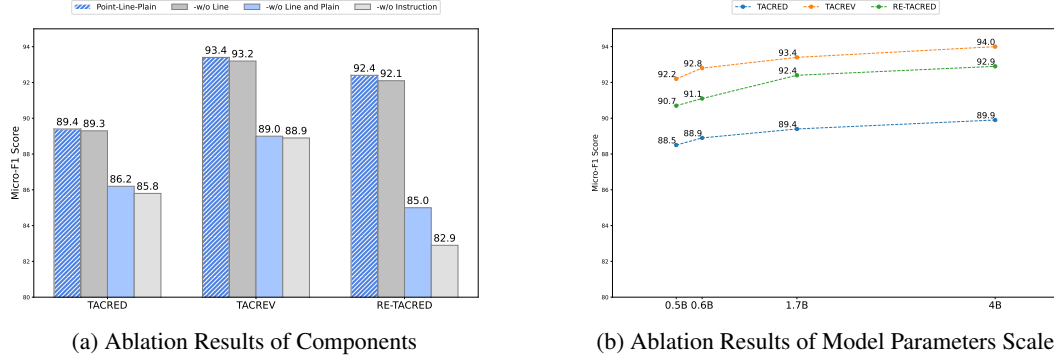 Point-Line-Plain -w/o Line -w/o Line and Plain -w/o Instruction
Micro-F1 Score
94
92
90
88
86
84
82
80
89.4 89.3 86.2 85.8
93.4 93.2 89.0 88.9
92.4 92.1 85.0 82.9
TACRED TACREV RE-TACRED
(a) Ablation Results of Components
TACRED TACREV RE-TACRED
Micro-F1 Score
94
92
90
88
86
84
82
80
92.2 92.8 93.4 94.0
90.7 91.1 92.4 92.9
88.5 88.9 89.4 89.9
0.5B 0.6B 1.7B 4B
(b) Ablation Results of Model Parameters Scale